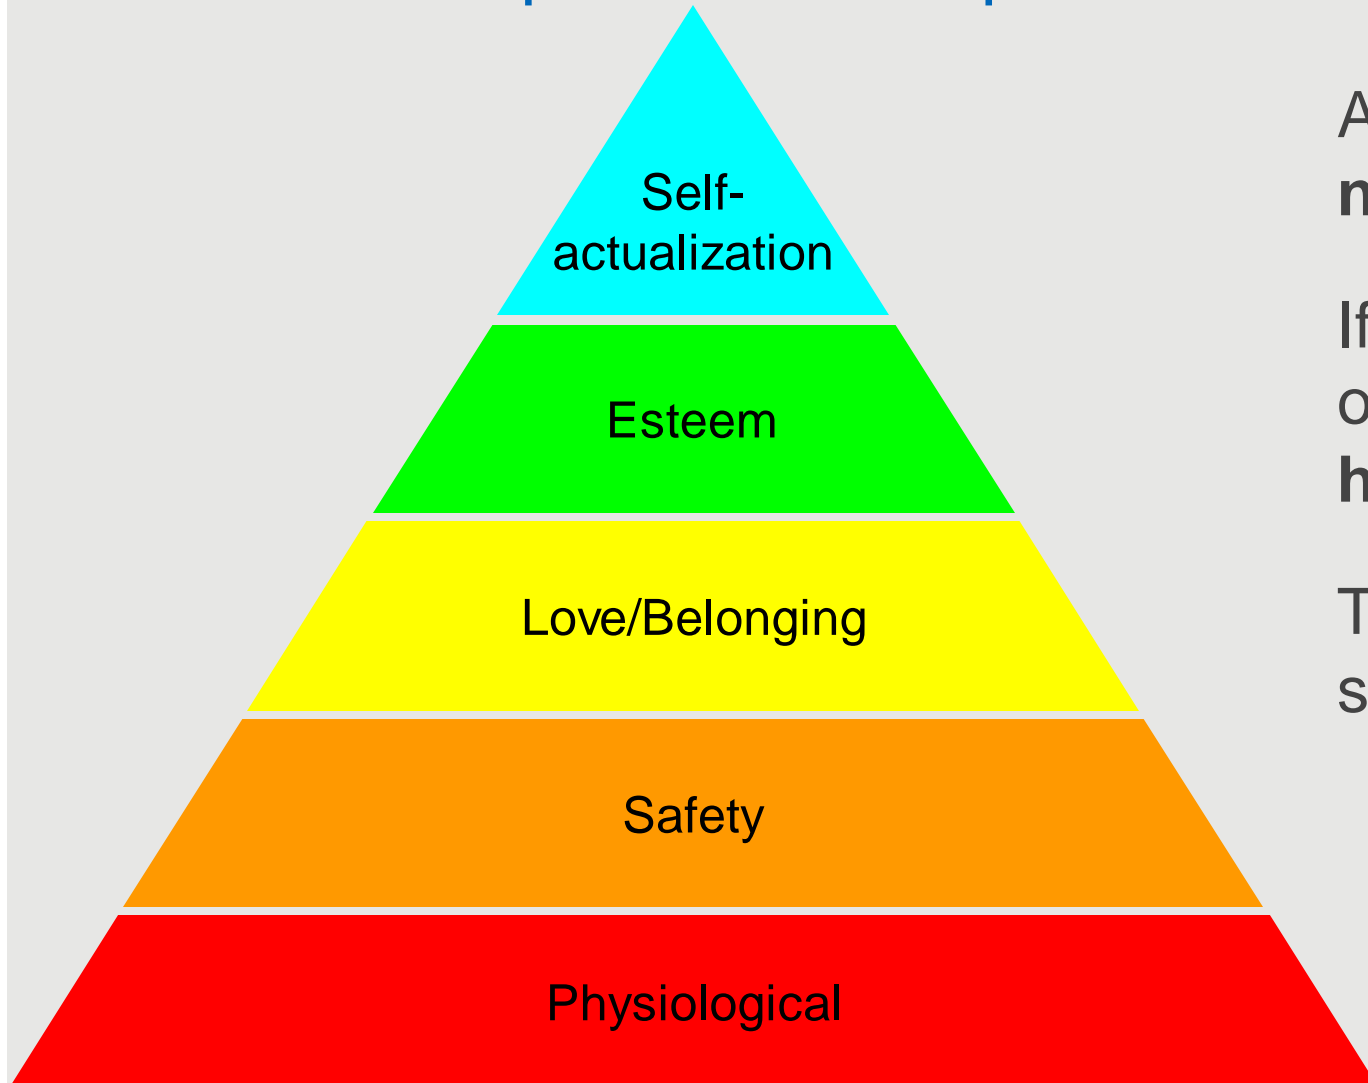 Self-
actualization
Esteem
Love/Belonging
Safety
Physiological